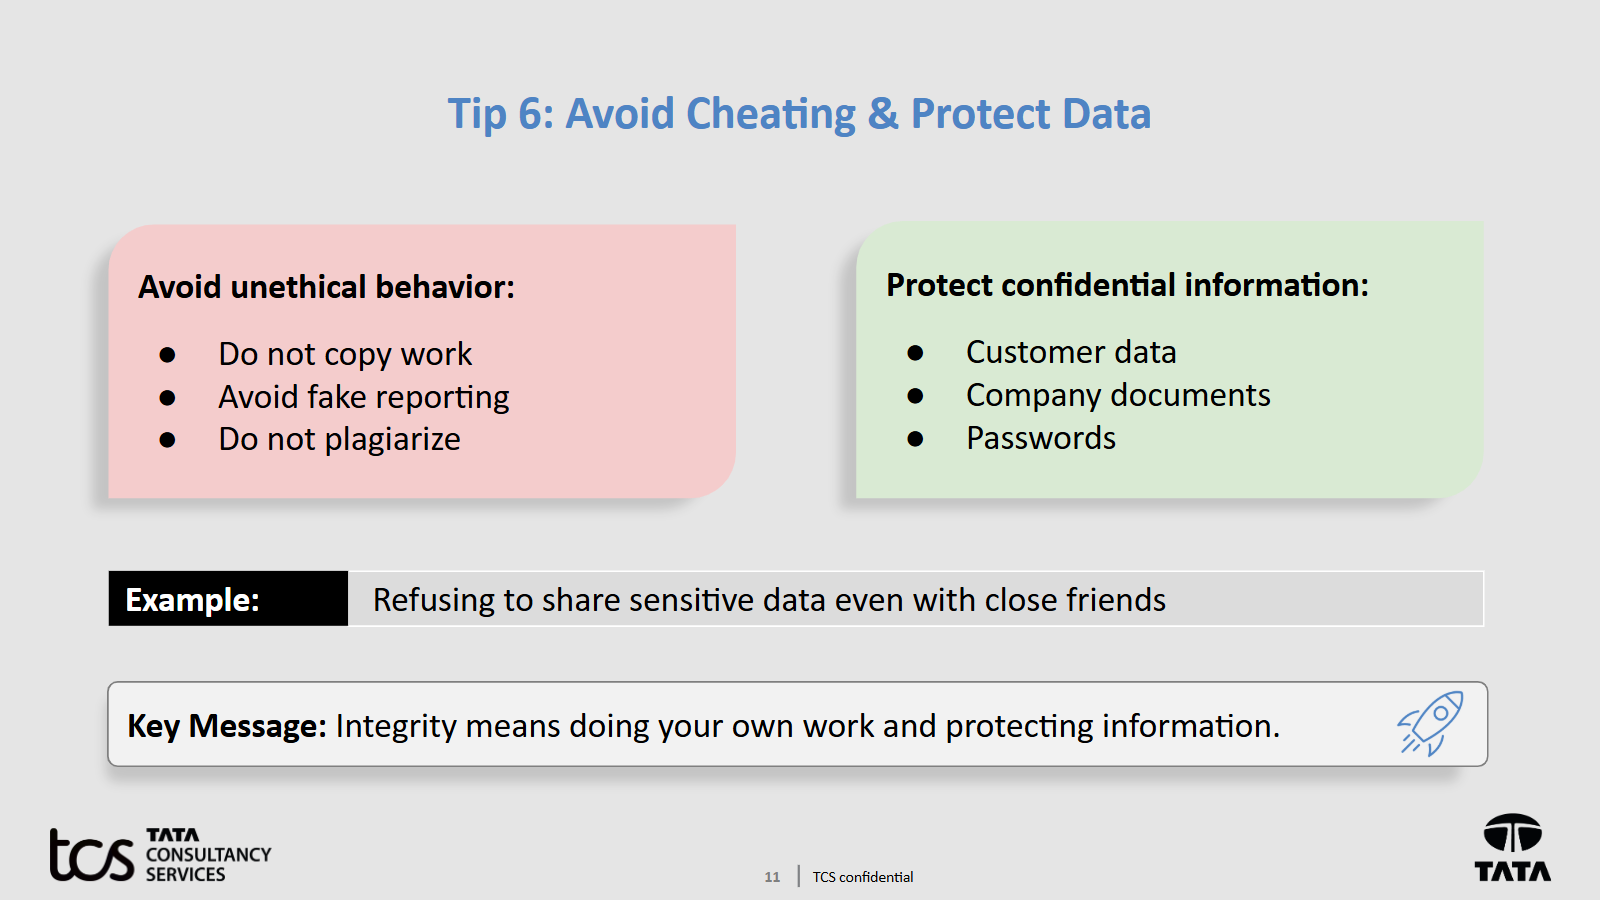 Tip 6: Avoid Cheating & Protect Data
Avoid unethical behavior:
● Do not copy work
● Avoid fake reporting
● Do not plagiarize
Protect confidential information:
● Customer data
● Company documents
● Passwords
Example: Refusing to share sensitive data even with close friends
Key Message: Integrity means doing your own work and protecting information.
tcs TATA
CONSULTANCY
SERVICES
11 | TCS confidential
TATA